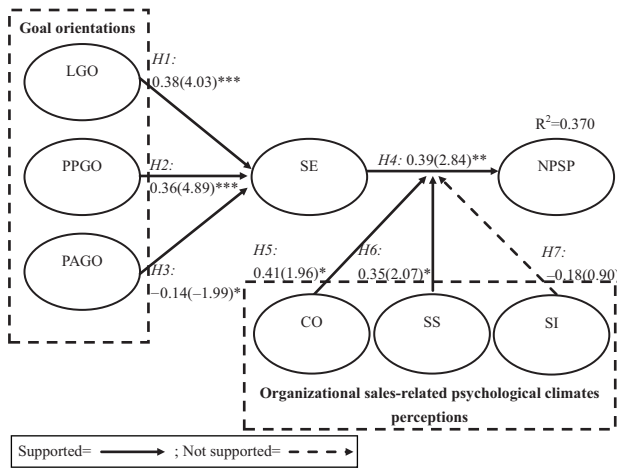 Goal orientations
LGO
H1:
0.38(4.03)***
PPGO
H2:
0.36(4.89)***
PAGO
H3:
−0.14(−1.99)*
SE
H4: 0.39(2.84)**
R²=0.370
NPSP
H5:
0.41(1.96)*
H6:
0.35(2.07)*
H7:
−0.18(0.90)
CO
SS
SI
Organizational sales-related psychological climates
perceptions
Supported= ; Not supported=